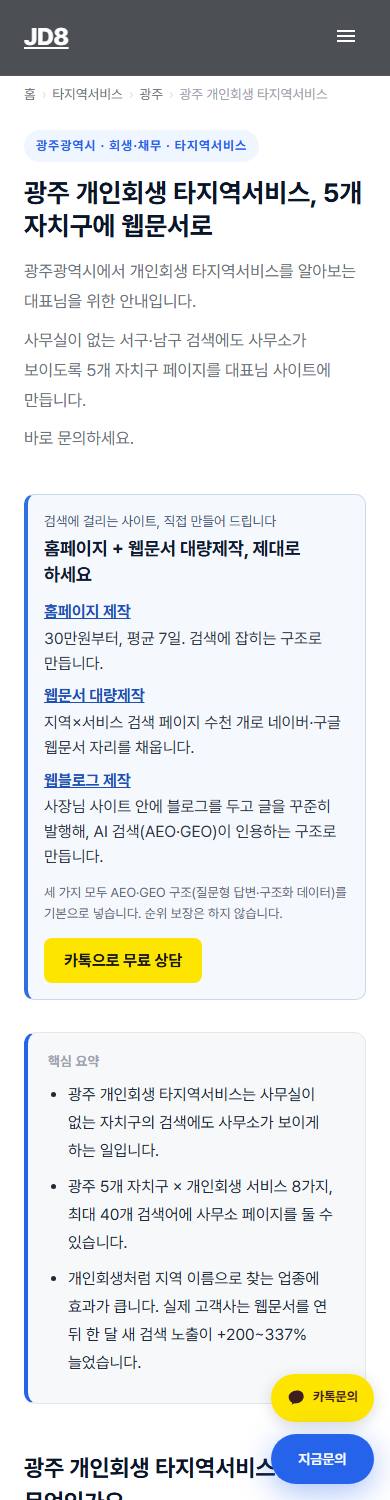 JD8
홈 › 타지역서비스 › 광주 › 광주 개인회생 타지역서비스
광주광역시 · 회생·채무 · 타지역서비스
광주 개인회생 타지역서비스, 5개
자치구에 웹문서로
광주광역시에서 개인회생 타지역서비스를 알아보는
대표님을 위한 안내입니다.
사무실이 없는 서구·남구 검색에도 사무소가
보이도록 5개 자치구 페이지를 대표님 사이트에
만듭니다.
바로 문의하세요.
검색에 걸리는 사이트, 직접 만들어 드립니다
홈페이지 + 웹문서 대량제작, 제대로
하세요
홈페이지 제작
30만원부터, 평균 7일. 검색에 잡히는 구조로
만듭니다.
웹문서 대량제작
지역×서비스 검색 페이지 수천 개로 네이버·구글
웹문서 자리를 채웁니다.
웹블로그 제작
사장님 사이트 안에 블로그를 두고 글을 꾸준히
발행해, AI 검색(AEO·GEO)이 인용하는 구조로
만듭니다.
세 가지 모두 AEO·GEO 구조(질문형 답변·구조화 데이터)를
기본으로 넣습니다. 순위 보장은 하지 않습니다.
카톡으로 무료 상담
핵심 요약
• 광주 개인회생 타지역서비스는 사무실이
없는 자치구의 검색에도 사무소가 보이게
하는 일입니다.
• 광주 5개 자치구 × 개인회생 서비스 8가지,
최대 40개 검색어에 사무소 페이지를 둘 수
있습니다.
• 개인회생처럼 지역 이름으로 찾는 업종에
효과가 큽니다. 실제 고객사는 웹문서를 연
뒤 한 달 새 검색 노출이 +200~337%
늘었습니다.
카톡문의
지금문의
광주 개인회생 타지역서비스
무엇인가요